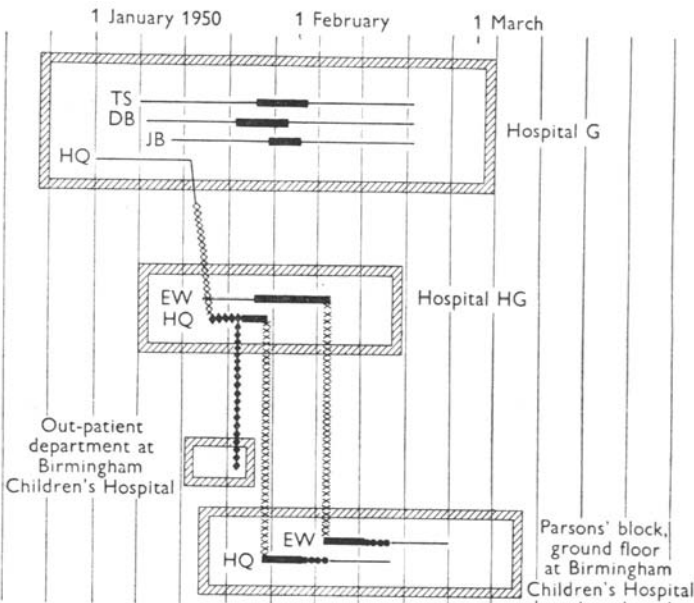 1 January 1950
1 February
1 March
TS
DB
JB
HQ
Hospital G
EW
HQ
Hospital HG
Out-patient
department at
Birmingham
Children's Hospital
EW
HQ
Parsons' block,
ground floor
at Birmingham
Children's Hospital